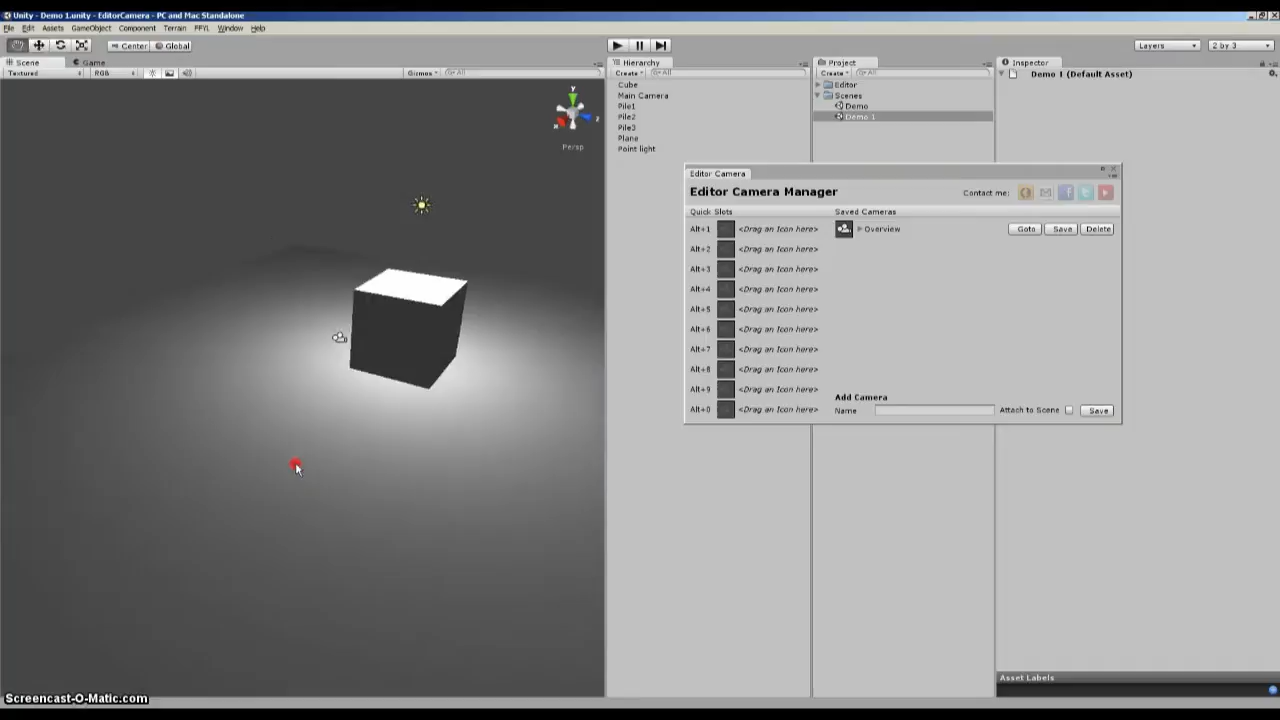 Unity - Demo 1.unity - EditorCamera - PC and Mac Standalone
File Edit Assets GameObject Component Terrain Window Help
Center Global
Layers 2 by 3
Scene Game
Textured RGB Gizmos All
y x z
Persp
Hierarchy
Create All
Cube
Main Camera
Pile1
Pile2
Pile3
Plane
Point light
Project
Create All
Editor
Scenes
Demo
Demo 1
Inspector
Demo 1 (Default Asset)
Editor Camera
Editor Camera Manager Contact me:
Quick Slots Saved Cameras
Alt+1 <Drag an Icon here> Overview Goto Save Delete
Alt+2 <Drag an Icon here>
Alt+3 <Drag an Icon here>
Alt+4 <Drag an Icon here>
Alt+5 <Drag an Icon here>
Alt+6 <Drag an Icon here>
Alt+7 <Drag an Icon here>
Alt+8 <Drag an Icon here>
Alt+9 <Drag an Icon here>
Alt+0 <Drag an Icon here>
Add Camera
Name Attach to Scene Save
Asset Labels
Screencast-O-Matic.com